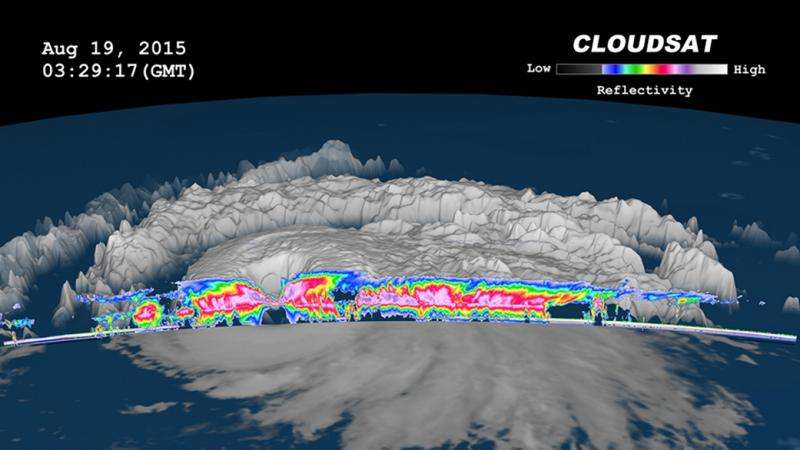 Aug 19, 2015
03:29:17(GMT)
CLOUDSAT
Low High
Reflectivity